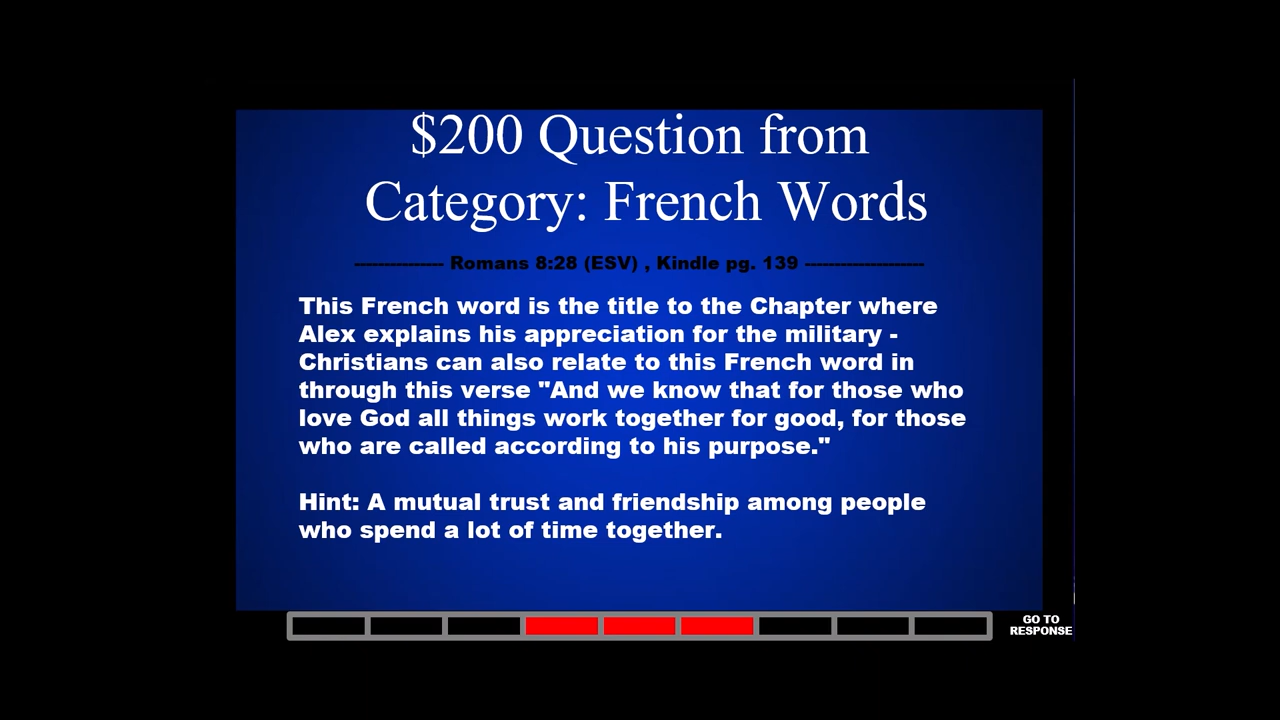 $200 Question from
Category: French Words
--------------- Romans 8:28 (ESV) , Kindle pg. 139 --------------------
This French word is the title to the Chapter where
Alex explains his appreciation for the military -
Christians can also relate to this French word in
through this verse "And we know that for those who
love God all things work together for good, for those
who are called according to his purpose."
Hint: A mutual trust and friendship among people
who spend a lot of time together.
GO TO
RESPONSE